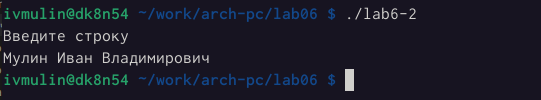 ivmulin@dk8n54 ~/work/arch-pc/lab06 $ ./lab6-2
Введите строку
Мулин Иван Владимирович
ivmulin@dk8n54 ~/work/arch-pc/lab06 $